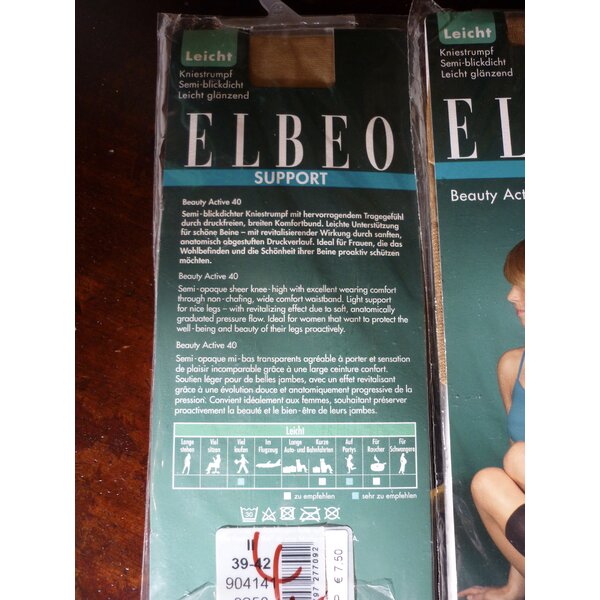 Leicht
Kniestrumpf
Semi-blickdicht
Leicht glänzend
ELBEO
SUPPORT
Beauty Active 40
Semi-blickdichter Kniestrumpf mit hervorragendem Tragegefühl
durch druckfreien, breiten Komfortbund. Leichte Unterstützung
für schöne Beine – mit revitalisierender Wirkung durch sanften,
anatomisch abgestuften Druckverlauf. Ideal für Frauen, die das
Wohlbefinden und die Schönheit ihrer Beine proaktiv schützen
möchten.
Beauty Active 40
Semi-opaque sheer knee-high with excellent wearing comfort
through non-chafing, wide comfort waistband. Light support
for nice legs – with revitalizing effect due to soft, anatomically
graduated pressure flow. Ideal for women that want to protect the
well-being and beauty of their legs proactively.
Beauty Active 40
Semi-opaque mi-bas transparents agréable à porter et sensation
de plaisir incomparable grâce à une large ceinture confort.
Soutien léger pour de belles jambes, avec un effet revitalisant
grâce à une évolution douce et anatomiquement progressive de la
pression. Convient idéalement aux femmes, souhaitant préserver
proactivement la beauté et le bien-être de leurs jambes.
Leicht
Lange stehen
Viel sitzen
Viel laufen
Im Flugzeug
Lange Auto- und
Kurze Bahnfahrten
Auf Partys
Für Raucher
Für Schwangere
zu empfehlen
sehr zu empfehlen
30
II
39-42
904141
97 277092
P € 7.50
Leicht
Kniestrumpf
Semi-blickdicht
Leicht glänzend
EL
Beauty Act